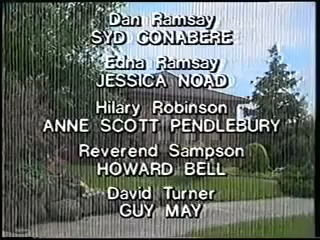 Dan Ramsay
SYD CONABERE
Edna Ramsay
JESSICA NOAD
Hilary Robinson
ANNE SCOTT PENDLEBURY
Reverend Sampson
HOWARD BELL
David Turner
GUY MAY